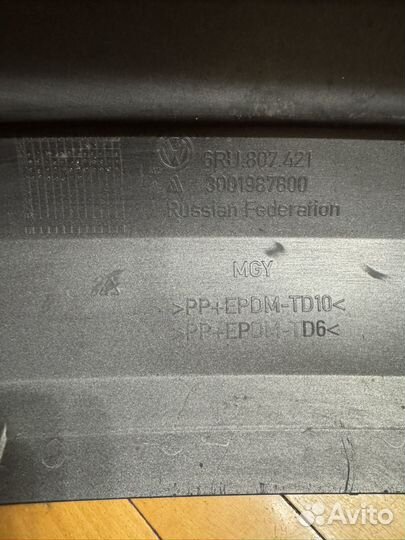 6RU.807.421
3001987600
Russian Federation
MGY
>PP+EPDM-TD10<
>PP+EPDM-TD6<
Avito